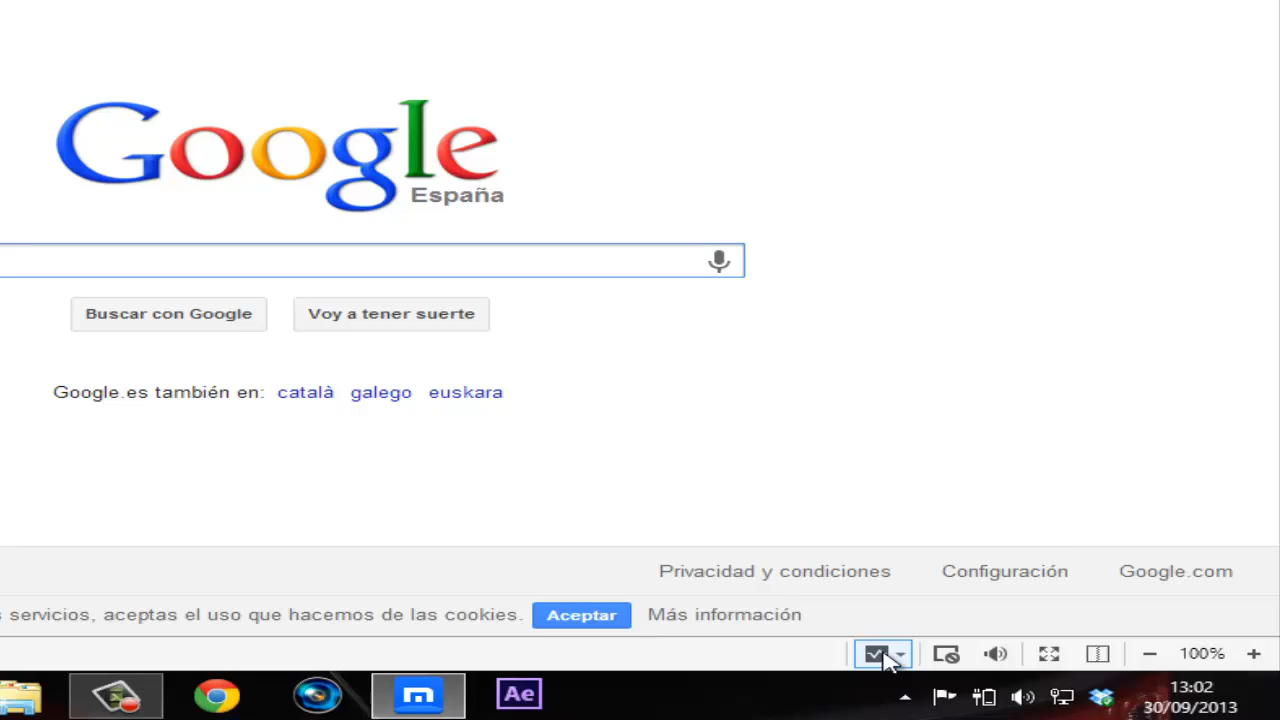 Google
España
Buscar con Google Voy a tener suerte
Google.es también en: català galego euskara
Privacidad y condiciones Configuración Google.com
servicios, aceptas el uso que hacemos de las cookies. Aceptar Más información
100%
Ae
13:02
30/09/2013